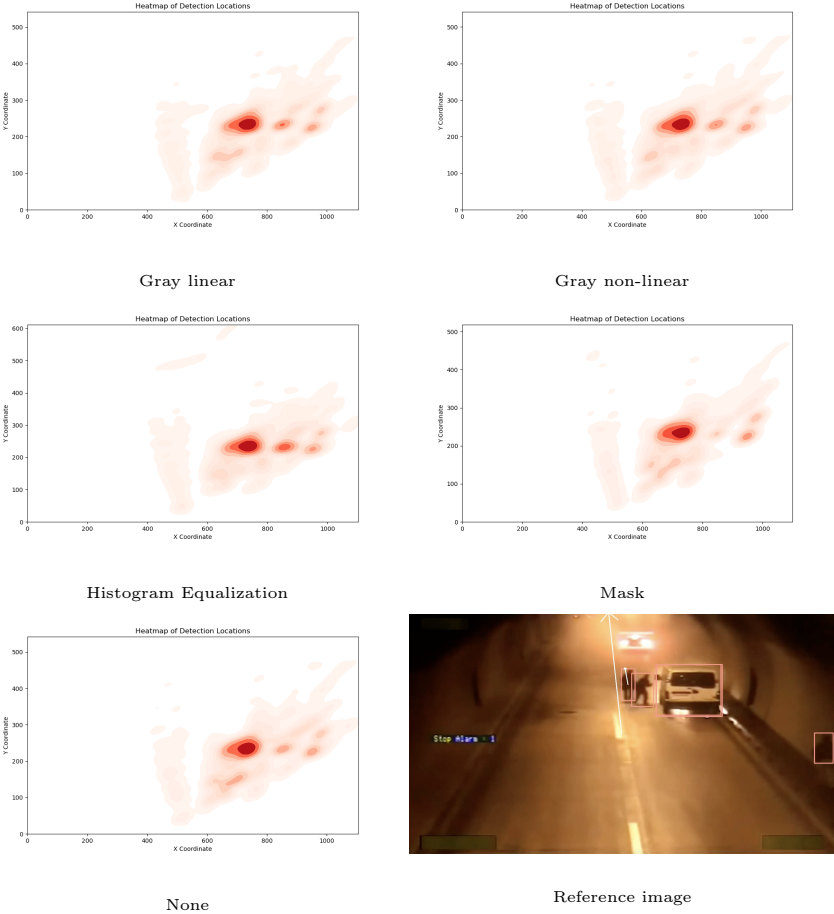 Heatmap of Detection Locations
Heatmap of Detection Locations
500
400
300
200
100
0
Y Coordinate
0 200 400 600 800 1000
X Coordinate
500
400
300
200
100
0
Y Coordinate
0 200 400 600 800 1000
X Coordinate
Gray linear
Gray non-linear
Heatmap of Detection Locations
Heatmap of Detection Locations
600
500
400
300
200
100
0
Y Coordinate
0 200 400 600 800 1000
X Coordinate
500
400
300
200
100
0
Y Coordinate
0 200 400 600 800 1000
X Coordinate
Histogram Equalization
Mask
Heatmap of Detection Locations
500
400
300
200
100
0
Y Coordinate
0 200 400 600 800 1000
X Coordinate
Stop Alarm - 1
None
Reference image